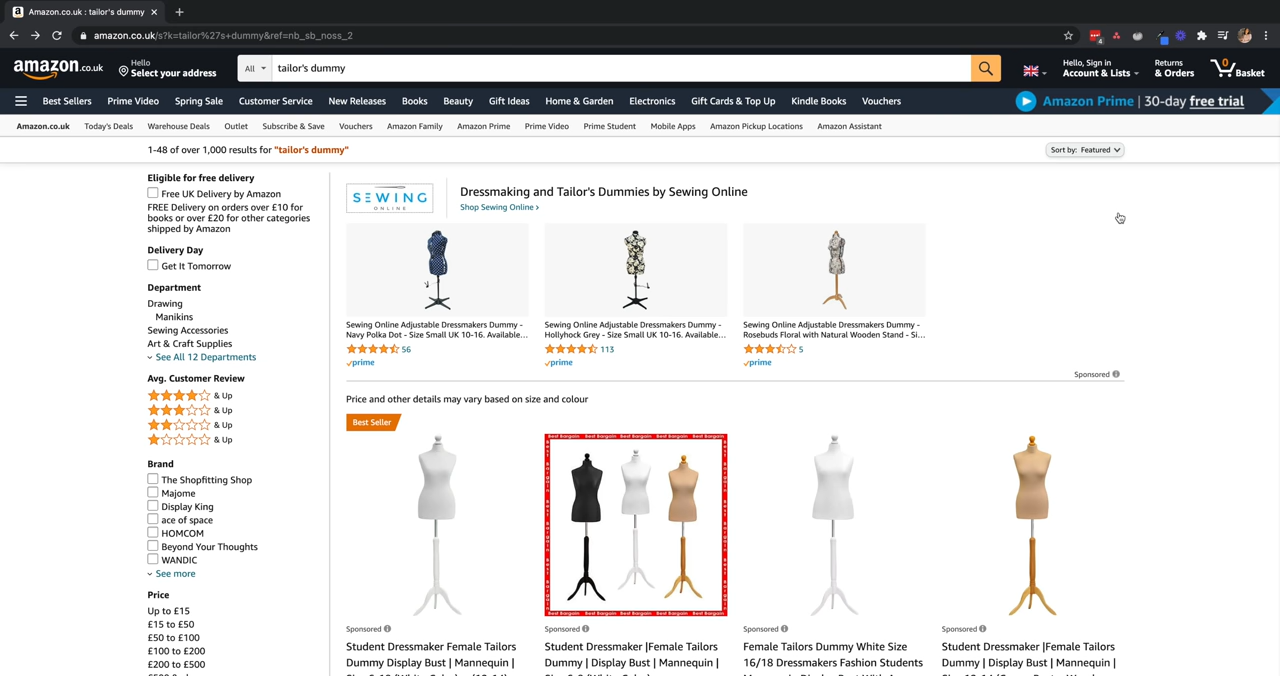 Amazon.co.uk : tailor's dummy
amazon.co.uk/s?k=tailor%27s+dummy&ref=nb_sb_noss_2
amazon.co.uk
Hello
Select your address
All
tailor's dummy
Hello, Sign in
Account & Lists
Returns
& Orders
0
Basket
Best Sellers Prime Video Spring Sale Customer Service New Releases Books Beauty Gift Ideas Home & Garden Electronics Gift Cards & Top Up Kindle Books Vouchers
Amazon Prime | 30-day free trial
Amazon.co.uk Today's Deals Warehouse Deals Outlet Subscribe & Save Vouchers Amazon Family Amazon Prime Prime Video Prime Student Mobile Apps Amazon Pickup Locations Amazon Assistant
1-48 of over 1,000 results for "tailor's dummy"
Sort by: Featured
Eligible for free delivery
Free UK Delivery by Amazon
FREE Delivery on orders over £10 for
books or over £20 for other categories
shipped by Amazon
Delivery Day
Get It Tomorrow
Department
Drawing
Manikins
Sewing Accessories
Art & Craft Supplies
See All 12 Departments
Avg. Customer Review
& Up
& Up
& Up
& Up
Brand
The Shopfitting Shop
Majome
Display King
ace of space
HOMCOM
Beyond Your Thoughts
WANDIC
See more
Price
Up to £15
£15 to £50
£50 to £100
£100 to £200
£200 to £500
SEWING
ONLINE
Dressmaking and Tailor's Dummies by Sewing Online
Shop Sewing Online ›
Sewing Online Adjustable Dressmakers Dummy -
Navy Polka Dot - Size Small UK 10-16. Available...
56
prime
Sewing Online Adjustable Dressmakers Dummy -
Hollyhock Grey - Size Small UK 10-16. Available...
113
prime
Sewing Online Adjustable Dressmakers Dummy -
Rosebuds Floral with Natural Wooden Stand - Si...
5
prime
Sponsored
Price and other details may vary based on size and colour
Best Seller
Sponsored
Student Dressmaker Female Tailors
Dummy Display Bust | Mannequin |
Best Bargain Best Bargain Best Bargain Best Bargain
Best Bargain Best Bargain Best Bargain Best Bargain
Sponsored
Student Dressmaker |Female Tailors
Dummy | Display Bust | Mannequin |
Sponsored
Female Tailors Dummy White Size
16/18 Dressmakers Fashion Students
Sponsored
Student Dressmaker |Female Tailors
Dummy | Display Bust | Mannequin |